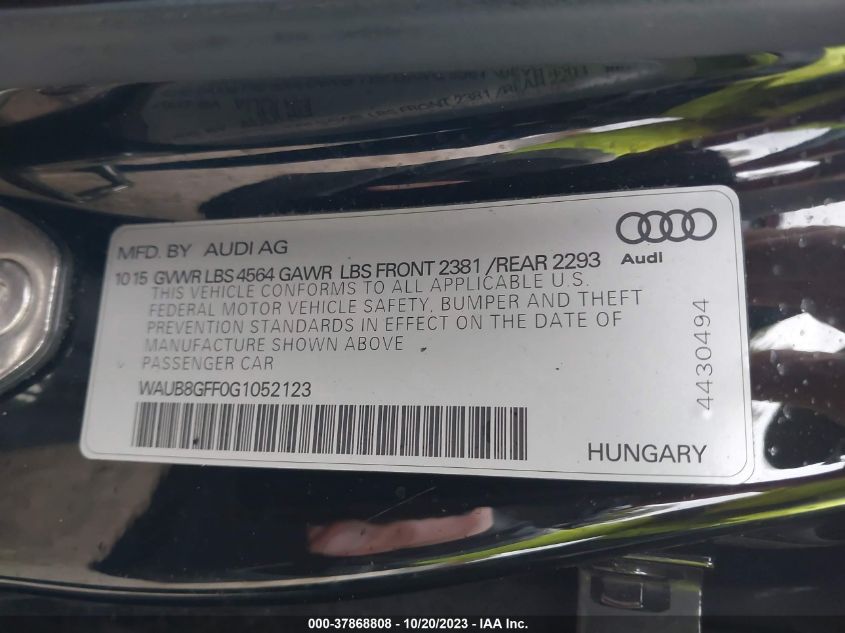 MFD. BY AUDI AG
10 15 GVWR LBS 4564 GAWR LBS FRONT 2381 /REAR 2293
THIS VEHICLE CONFORMS TO ALL APPLICABLE U.S.
FEDERAL MOTOR VEHICLE SAFETY, BUMPER AND THEFT
PREVENTION STANDARDS IN EFFECT ON THE DATE OF
MANUFACTURE SHOWN ABOVE
PASSENGER CAR
WAUB8GFF0G1052123
Audi
4430494
HUNGARY
000-37868808 - 10/20/2023 - IAA Inc.